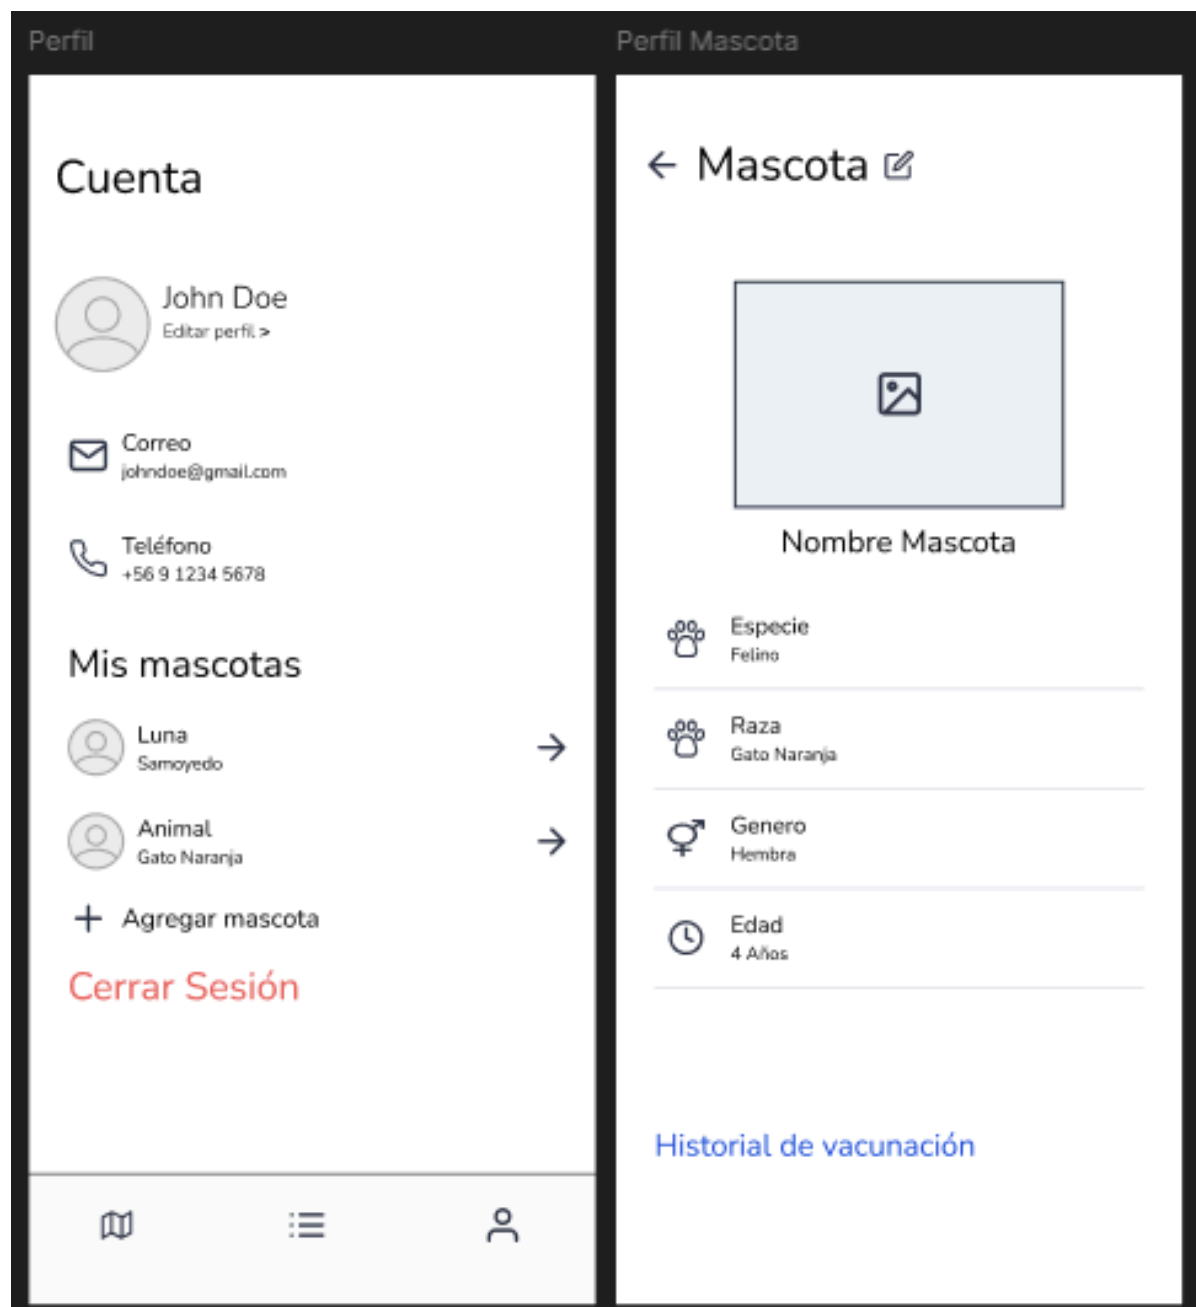 Perfil
Cuenta
John Doe
Editar perfil >
Correo
johndoe@gmail.com
Teléfono
+56 9 1234 5678
Mis mascotas
Luna
Samoyedo
Animal
Gato Naranja
Agregar mascota
Cerrar Sesión
Perfil Mascota
Mascota
Nombre Mascota
Especie
Felino
Raza
Gato Naranja
Genero
Hembra
Edad
4 Años
Historial de vacunación